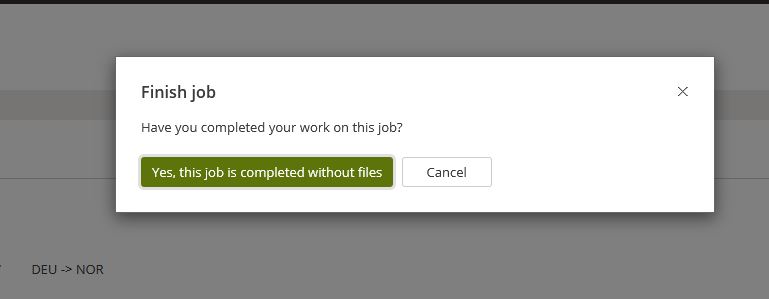 Finish job
Have you completed your work on this job?
Yes, this job is completed without files
Cancel
DEU -> NOR